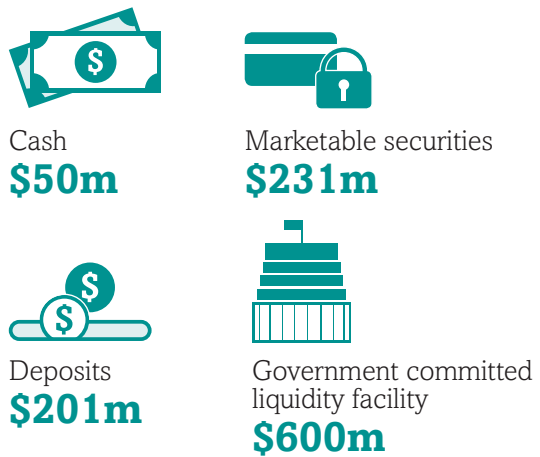 $
Cash
$50m
Marketable securities
$231m
$
$
Deposits
$201m
Government committed
liquidity facility
$600m